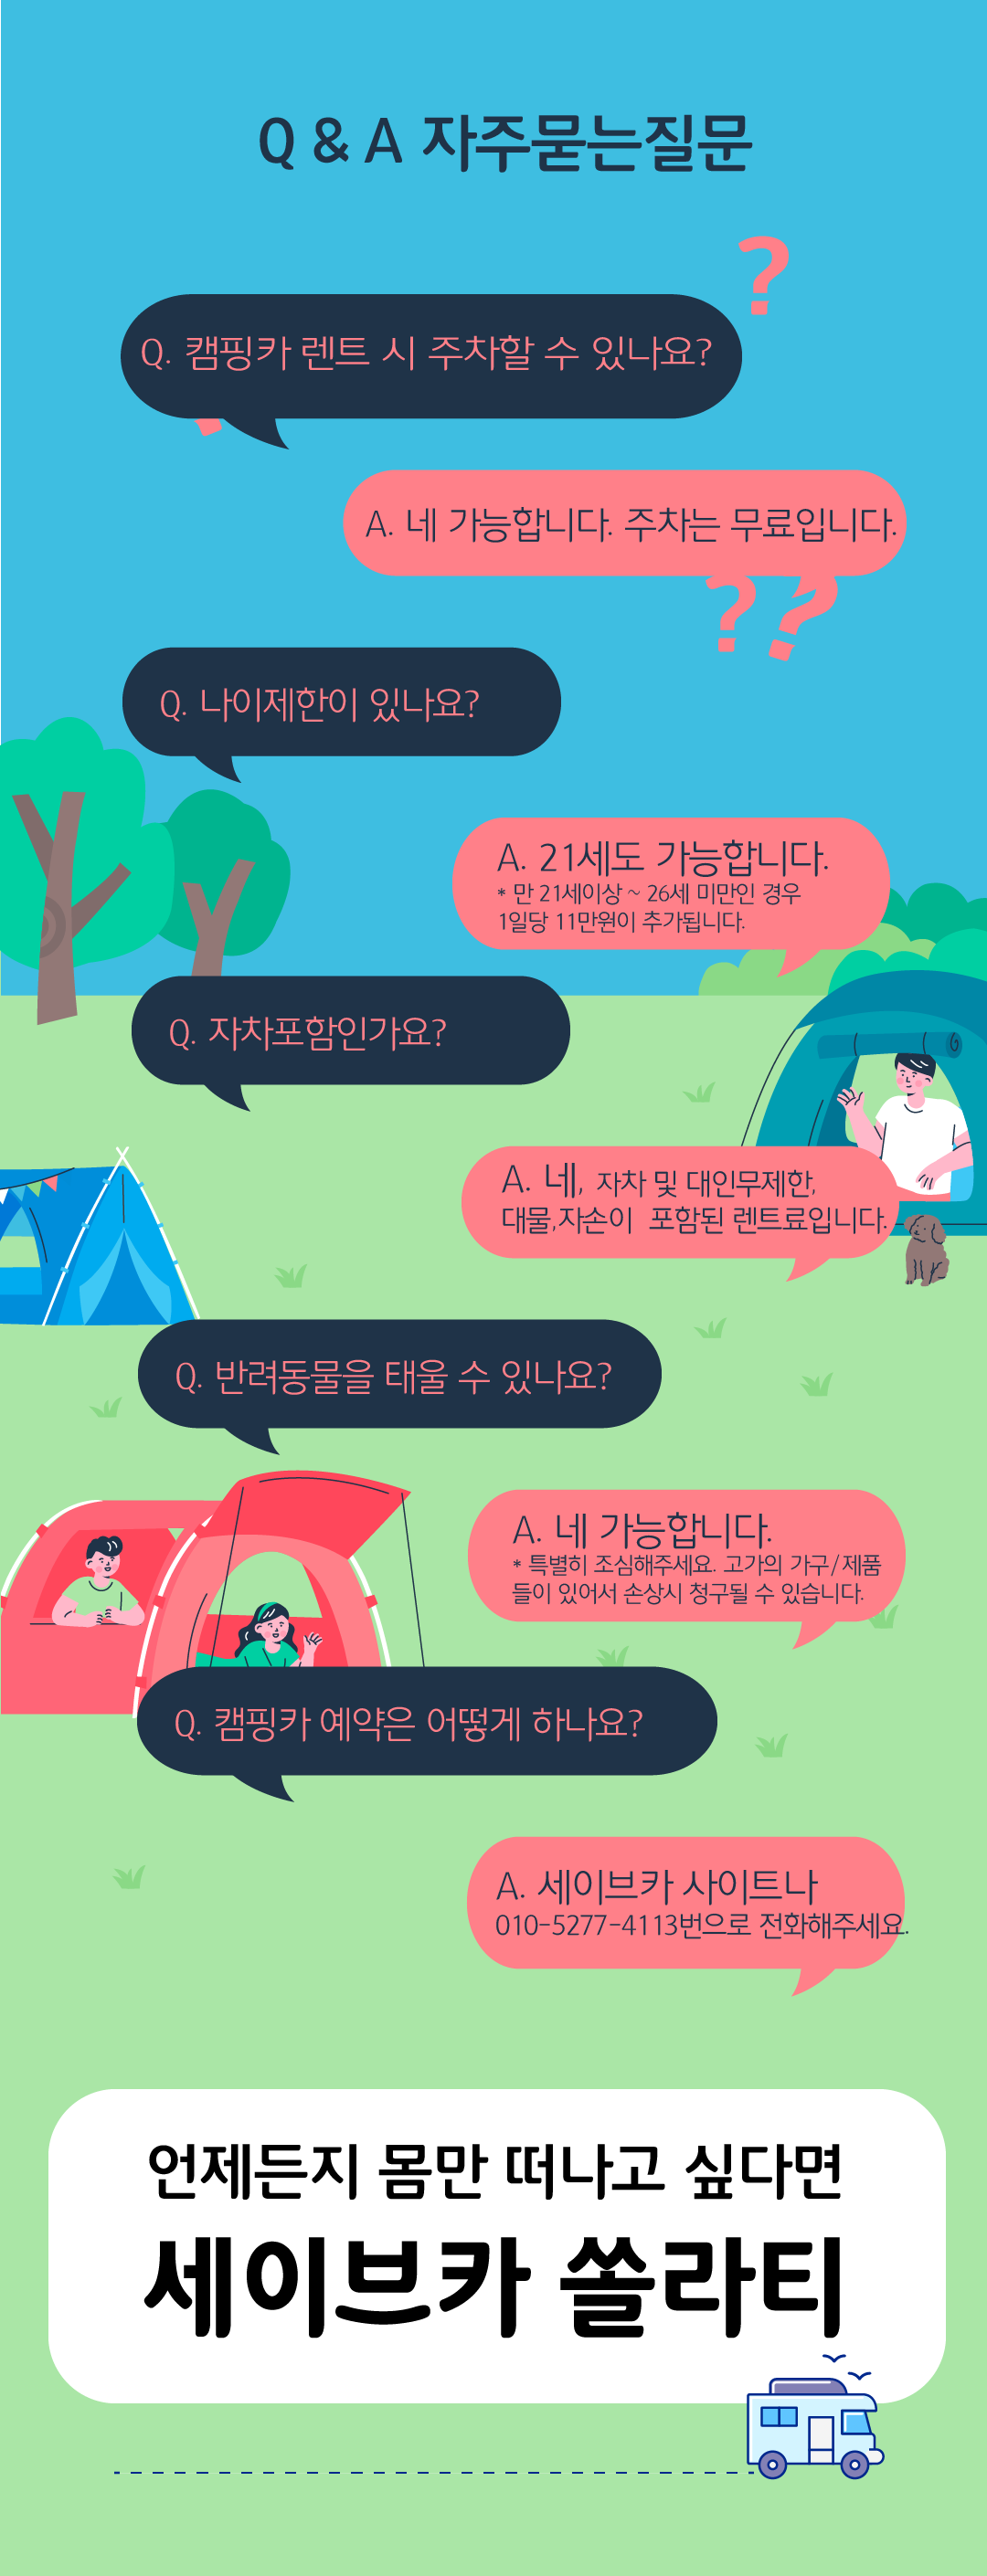 Q & A 자주묻는질문
?
Q. 캠핑카 렌트 시 주차할 수 있나요?
A. 네 가능합니다. 주차는 무료입니다.
??
Q. 나이제한이 있나요?
A. 21세도 가능합니다.
* 만 21세이상 ~ 26세 미만인 경우
1일당 11만원이 추가됩니다.
Q. 자차포함인가요?
A. 네, 자차 및 대인무제한,
대물,자손이 포함된 렌트료입니다.
Q. 반려동물을 태울 수 있나요?
A. 네 가능합니다.
* 특별히 조심해주세요. 고가의 가구/제품
들이 있어서 손상시 청구될 수 있습니다.
Q. 캠핑카 예약은 어떻게 하나요?
A. 세이브카 사이트나
010-5277-4113번으로 전화해주세요.
언제든지 몸만 떠나고 싶다면
세이브카 쏠라티